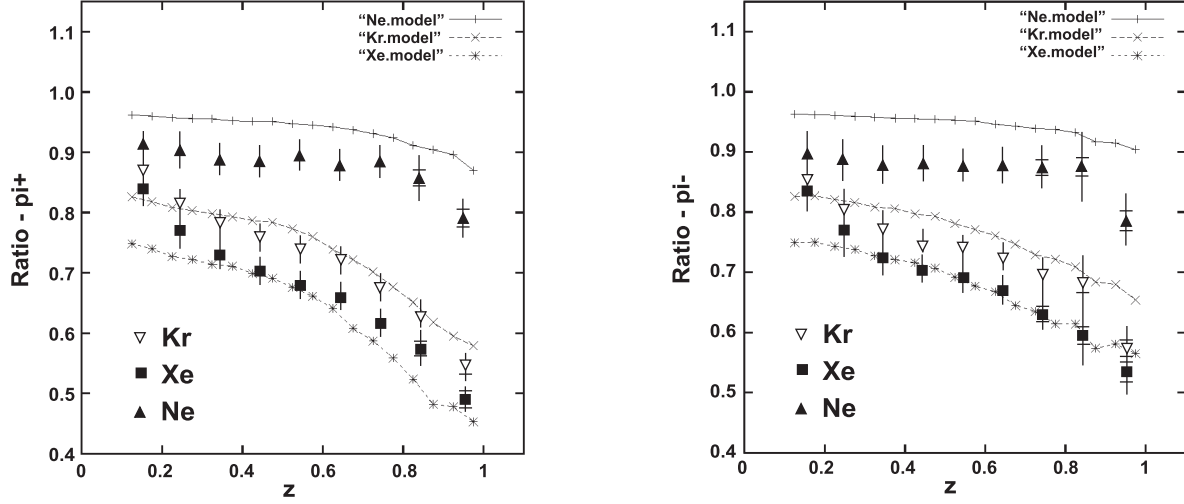 “Ne.model”
“Kr.model”
“Xe.model”
1.1
1.0
0.9
0.8
0.7
0.6
0.5
0.4
Ratio - pi+
Kr
Xe
Ne
0
0.2
0.4
0.6
0.8
1
z
“Ne.model”
“Kr.model”
“Xe.model”
1.1
1.0
0.9
0.8
0.7
0.6
0.5
0.4
Ratio - pi-
Kr
Xe
Ne
0
0.2
0.4
0.6
0.8
1
z